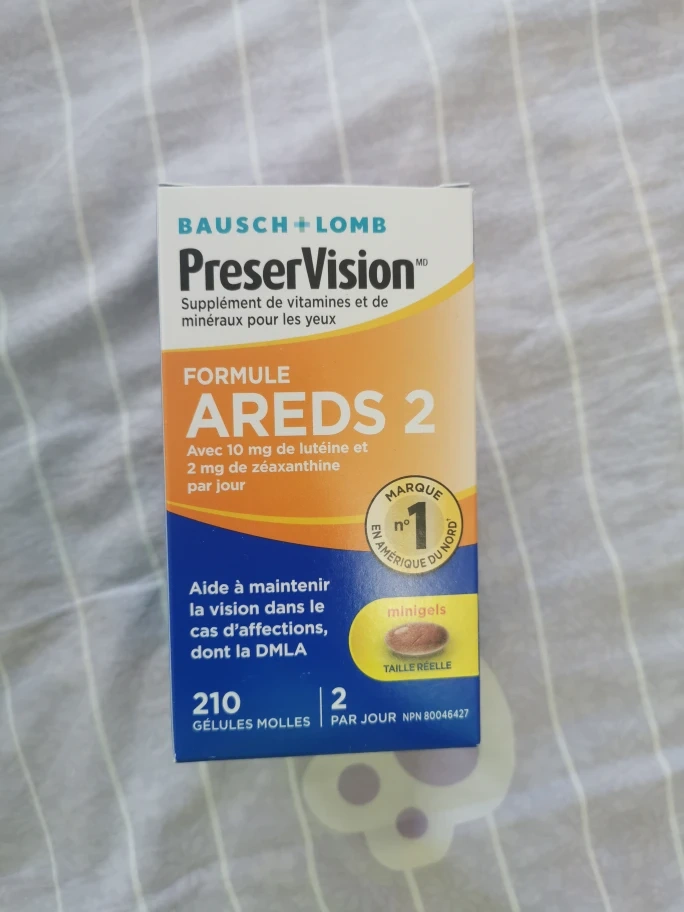 BAUSCH + LOMB
PreserVision MD
Supplément de vitamines et de
minéraux pour les yeux
FORMULE
AREDS 2
Avec 10 mg de lutéine et
2 mg de zéaxanthine
par jour
MARQUE
n° 1
EN AMÉRIQUE DU NORD†
Aide à maintenir
la vision dans le
cas d'affections,
dont la DMLA
minigels
TAILLE RÉELLE
210
GÉLULES MOLLES
2
PAR JOUR
NPN 80046427